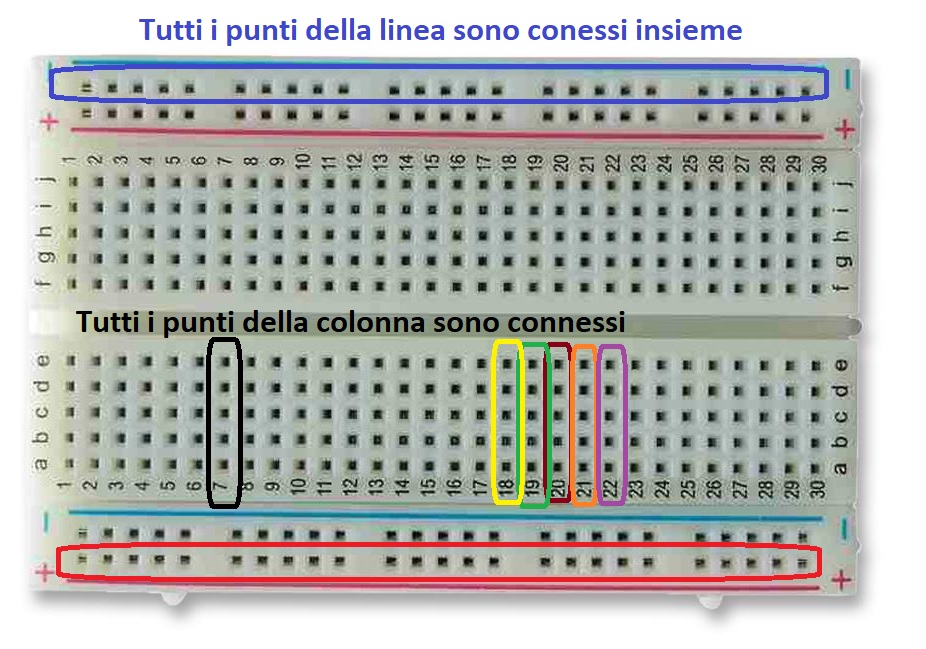 Tutti i punti della linea sono conessi insieme
- -
+ +
1 2 3 4 5 6 7 8 9 10 11 12 13 14 15 16 17 18 19 20 21 22 23 24 25 26 27 28 29 30
j j
i i
h h
g g
f f
Tutti i punti della colonna sono connessi
e e
d d
c c
b b
a a
1 2 3 4 5 6 7 8 9 10 11 12 13 14 15 16 17 18 19 20 21 22 23 24 25 26 27 28 29 30
- -
+ +